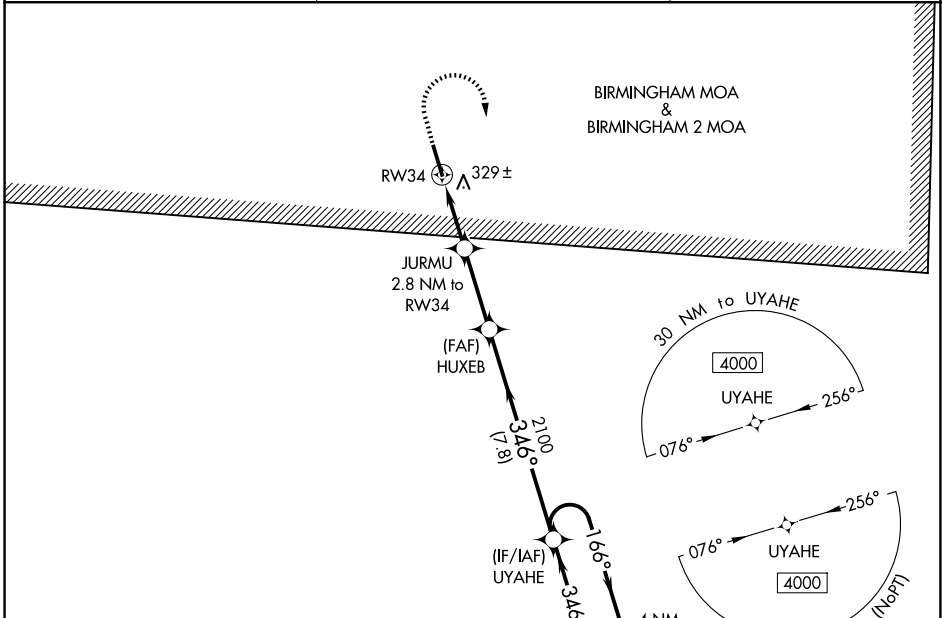 BIRMINGHAM MOA
&
BIRMINGHAM 2 MOA
RW34
329 ±
JURMU
2.8 NM to
RW34
(FAF)
HUXEB
30 NM to UYAHE
4000
UYAHE
076°
256°
2100
346°
(7.8)
(IF/IAF)
UYAHE
166°
346
4 NM
076°
256°
UYAHE
4000
(NoPT)